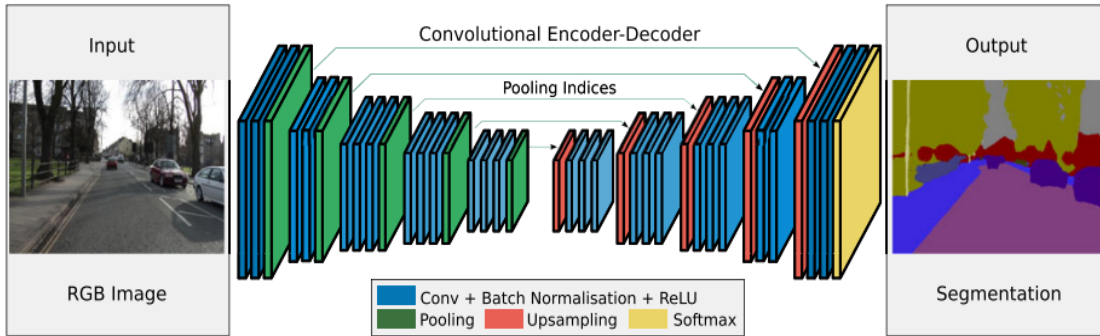 Input
Convolutional Encoder-Decoder
Output
Pooling Indices
RGB Image
Segmentation
Conv + Batch Normalisation + ReLU
Pooling
Upsampling
Softmax